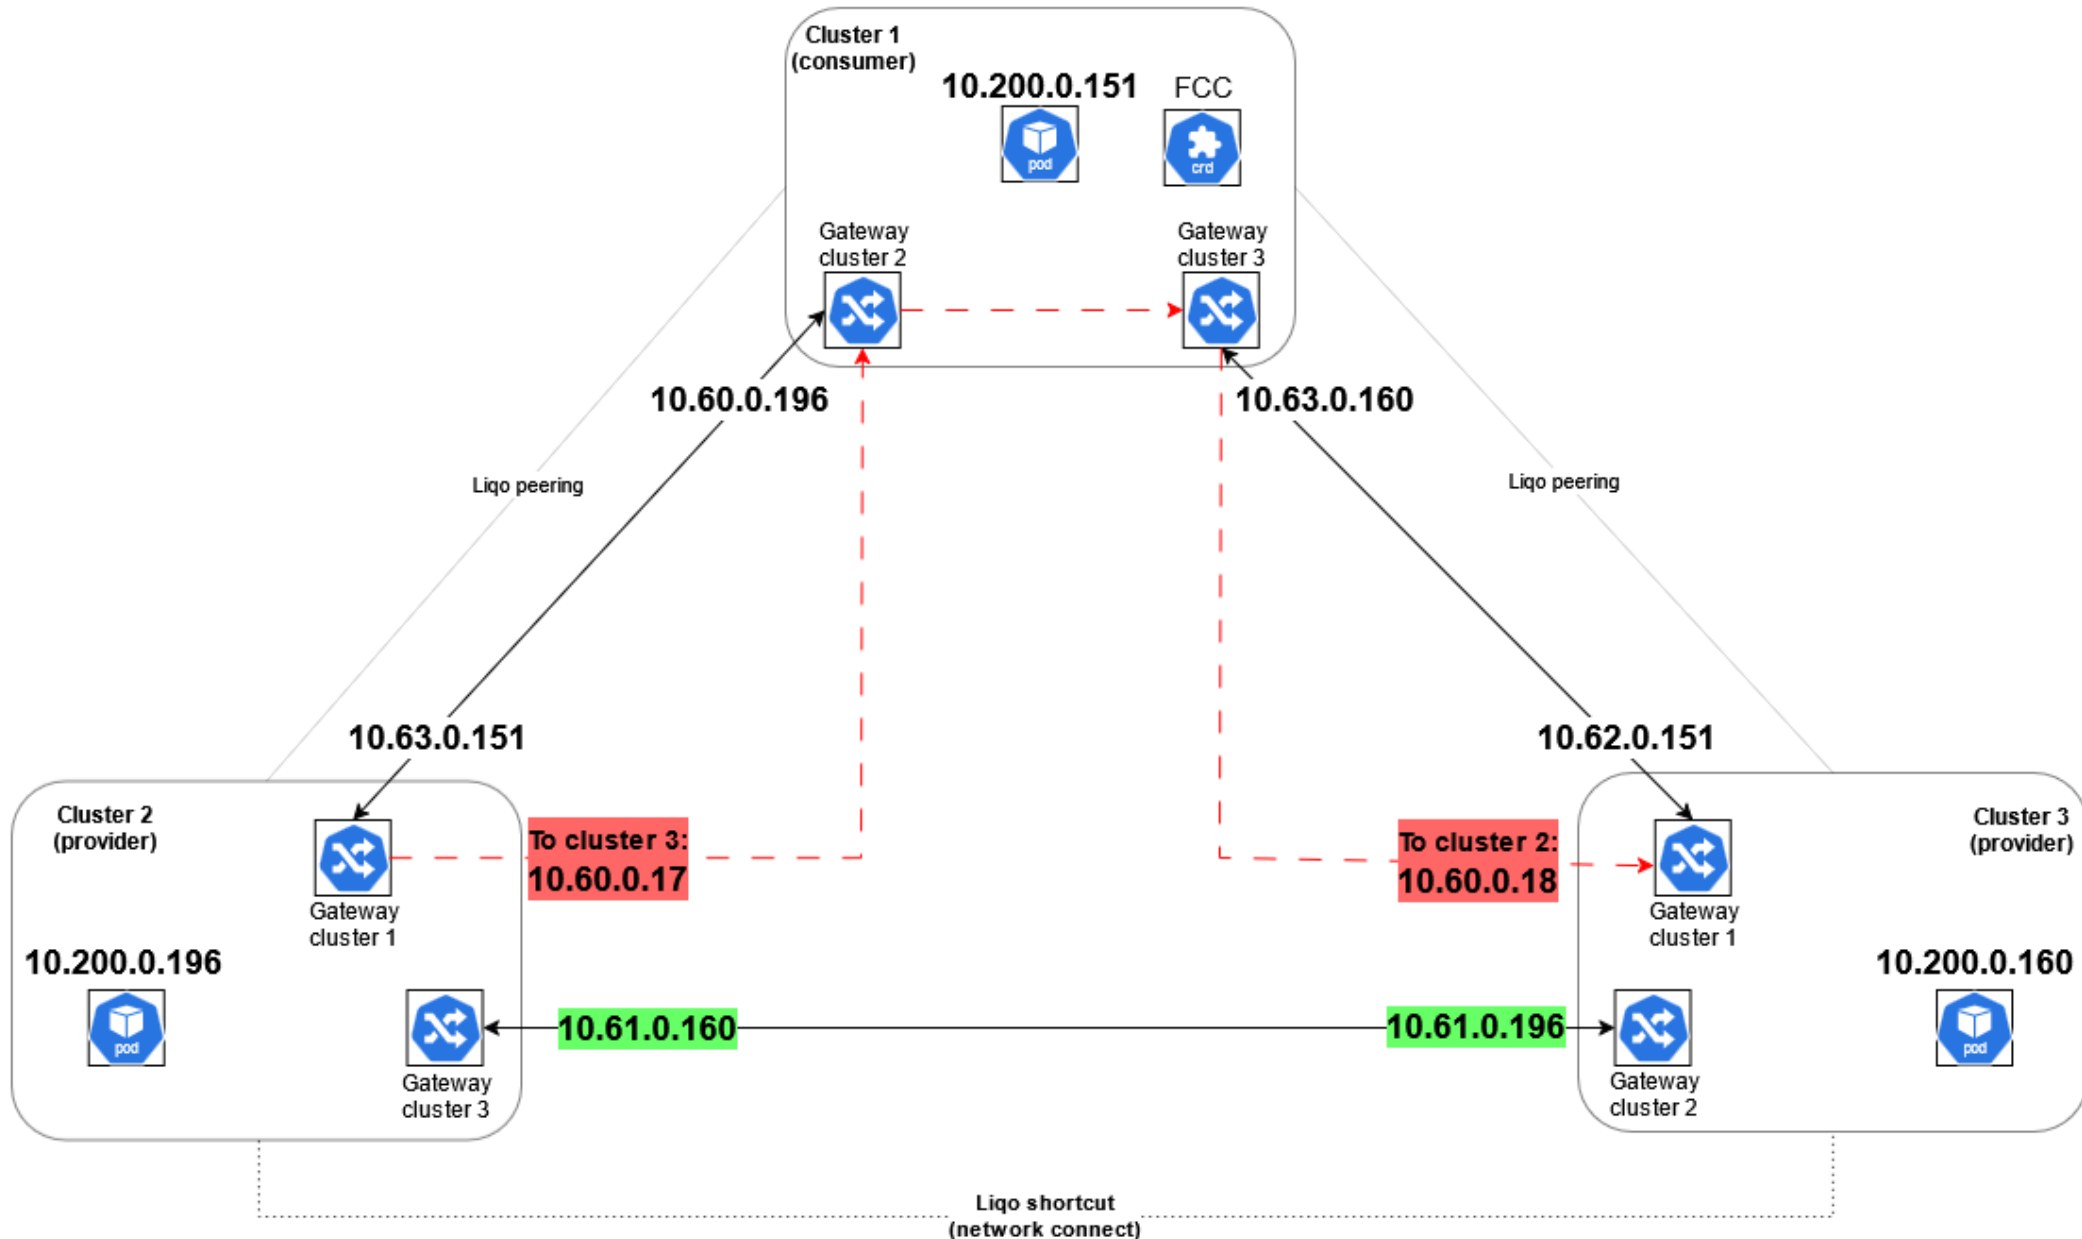 Cluster 1
(consumer)
10.200.0.151
FCC
pod
crd
Gateway
cluster 2
Gateway
cluster 3
10.60.0.196
10.63.0.160
Liqo peering
Liqo peering
10.63.0.151
10.62.0.151
Cluster 2
(provider)
Gateway
cluster 1
To cluster 3:
10.60.0.17
To cluster 2:
10.60.0.18
Cluster 3
(provider)
Gateway
cluster 1
10.200.0.196
pod
Gateway
cluster 3
10.61.0.160
10.61.0.196
Gateway
cluster 2
10.200.0.160
pod
Liqo shortcut
(network connect)